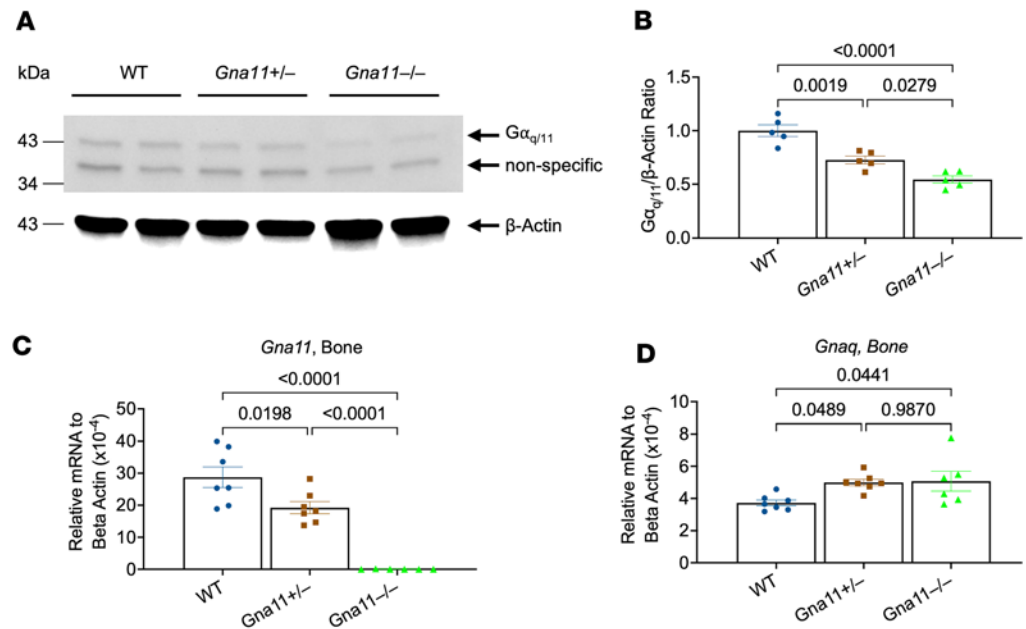 A
kDa WT Gna11+/– Gna11–/–
43
Gαq/11
non-specific
34
43
β-Actin
B
<0.0001
0.0019 0.0279
1.5
1.0
0.5
0.0
Gαq/11/β-Actin Ratio
WT Gna11+/– Gna11–/–
C
Gna11, Bone
<0.0001
0.0198 <0.0001
50
40
30
20
10
0
Relative mRNA to
Beta Actin (x10-4)
WT Gna11+/– Gna11–/–
D
Gnaq, Bone
0.0441
0.0489 0.9870
10
8
6
4
2
0
Relative mRNA to
Beta Actin (x10-4)
WT Gna11+/– Gna11–/–